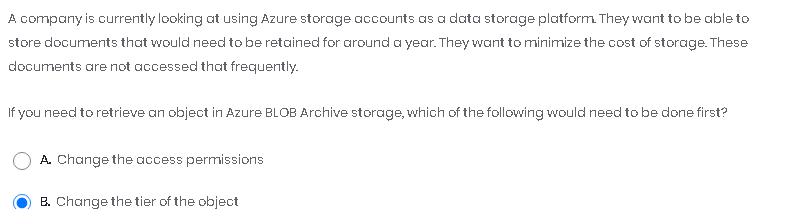 A company is currently looking at using Azure storage accounts as a data storage platform. They want to be able to
store documents that would need to be retained for around a year. They want to minimize the cost of storage. These
documents are not accessed that frequently.
If you need to retrieve an object in Azure BLOB Archive storage, which of the following would need to be done first?
A. Change the access permissions
B. Change the tier of the object